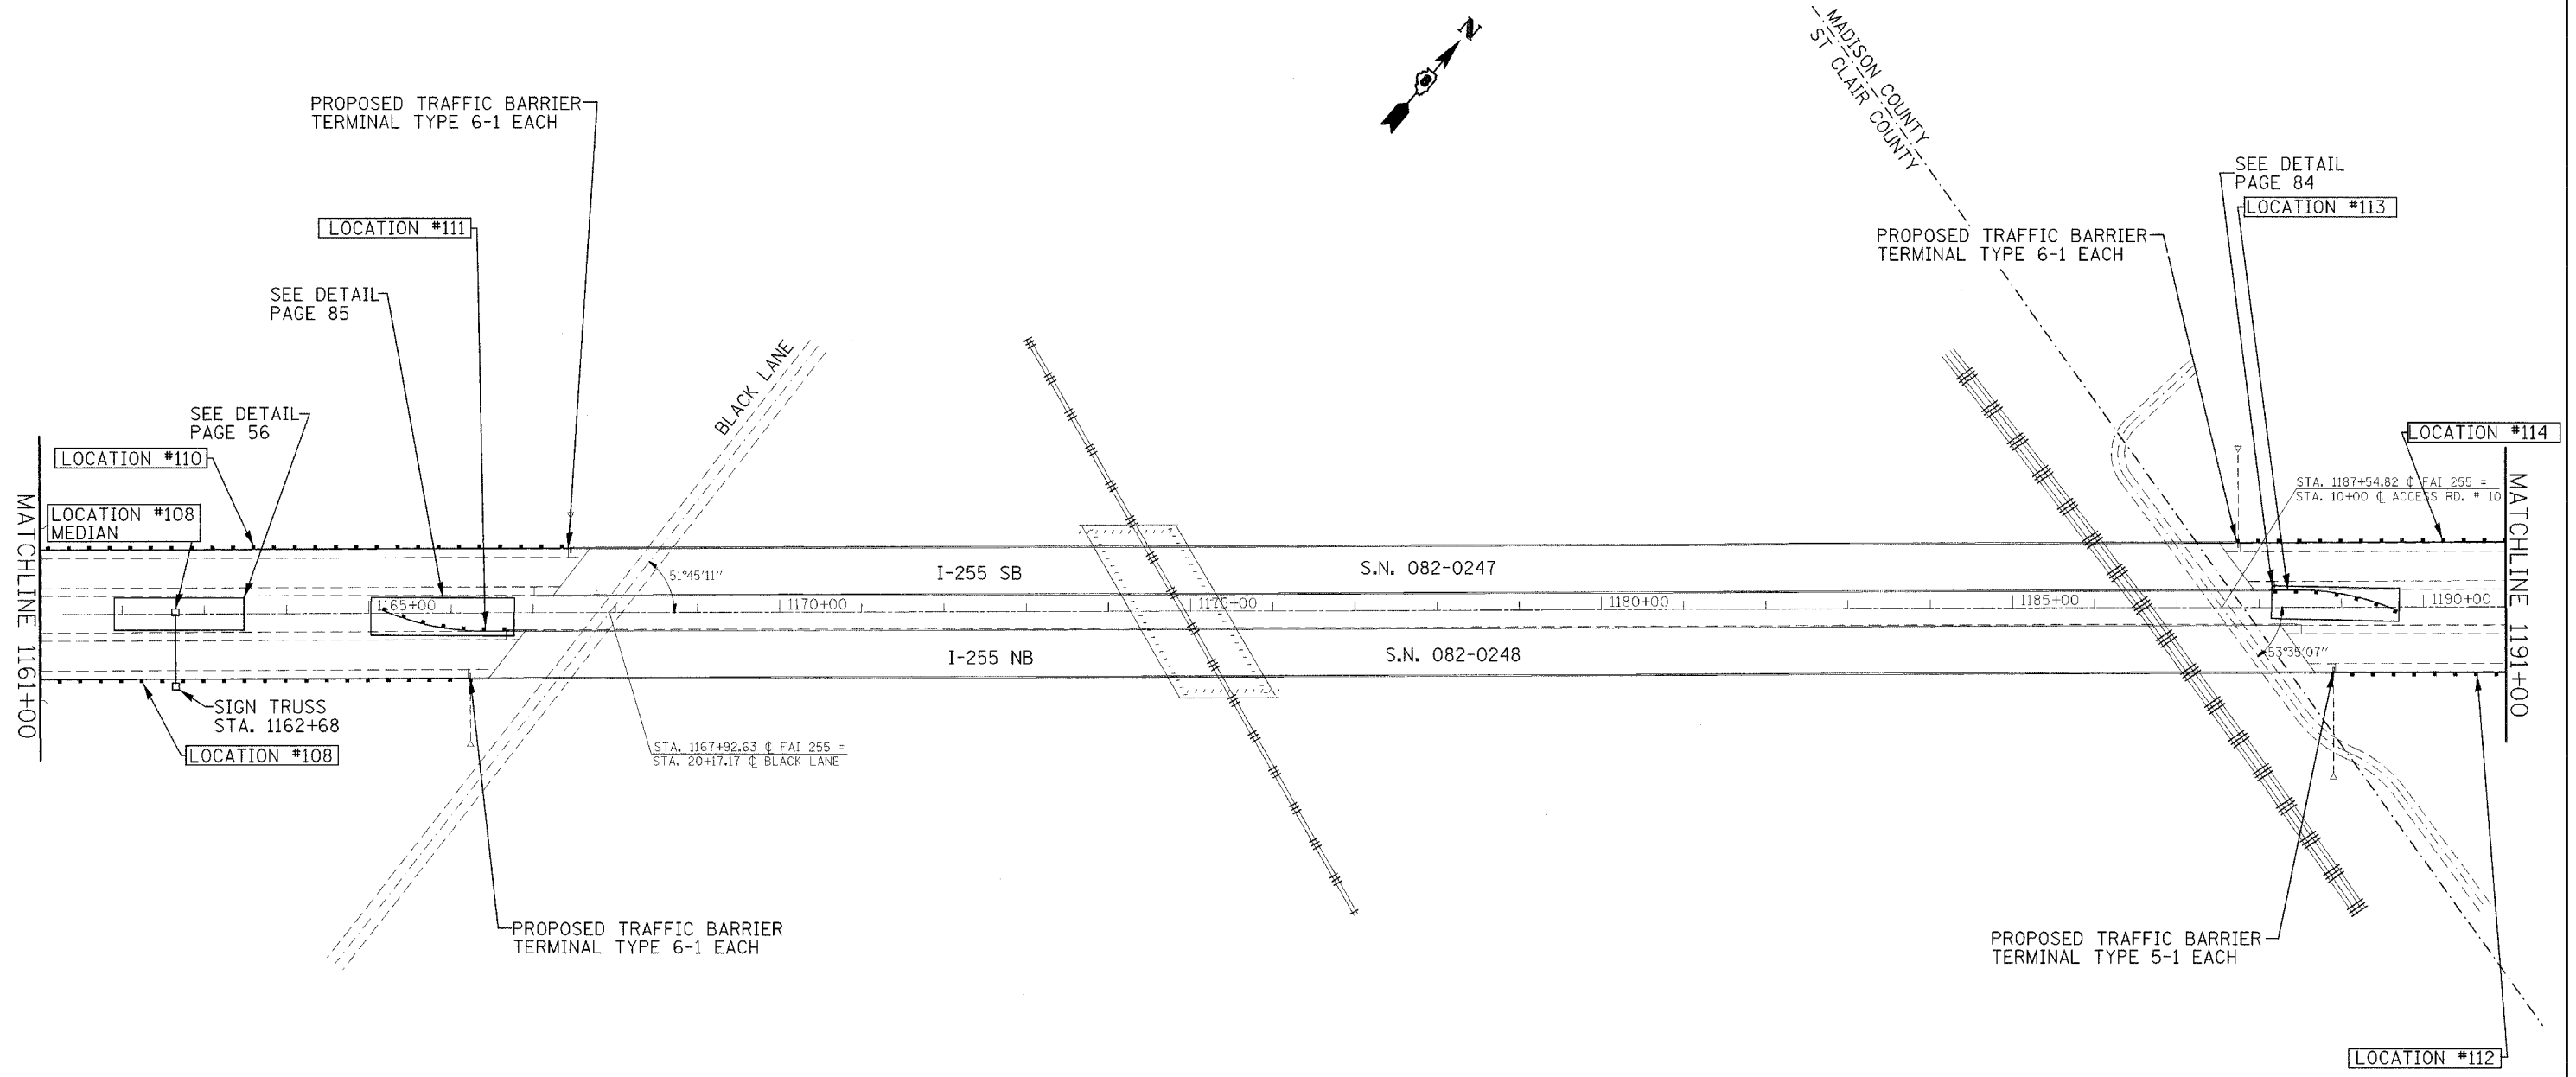 N
MADISON COUNTY
ST CLAIR COUNTY
PROPOSED TRAFFIC BARRIER
TERMINAL TYPE 6-1 EACH
SEE DETAIL
PAGE 84
LOCATION #113
LOCATION #111
PROPOSED TRAFFIC BARRIER
TERMINAL TYPE 6-1 EACH
SEE DETAIL
PAGE 85
BLACK LANE
SEE DETAIL
PAGE 56
LOCATION #110
LOCATION #114
STA. 1187+54.82 ℄ FAI 255 =
STA. 10+00 ℄ ACCESS RD. # 10
MATCHLINE 1161+00
LOCATION #108
MEDIAN
MATCHLINE 1191+00
51°45'11"
I-255 SB
S.N. 082-0247
1165+00
1170+00
1175+00
1180+00
1185+00
1190+00
I-255 NB
S.N. 082-0248
53°35'07"
SIGN TRUSS
STA. 1162+68
LOCATION #108
STA. 1167+92.63 ℄ FAI 255 =
STA. 20+17.17 ℄ BLACK LANE
PROPOSED TRAFFIC BARRIER
TERMINAL TYPE 6-1 EACH
PROPOSED TRAFFIC BARRIER
TERMINAL TYPE 5-1 EACH
LOCATION #112